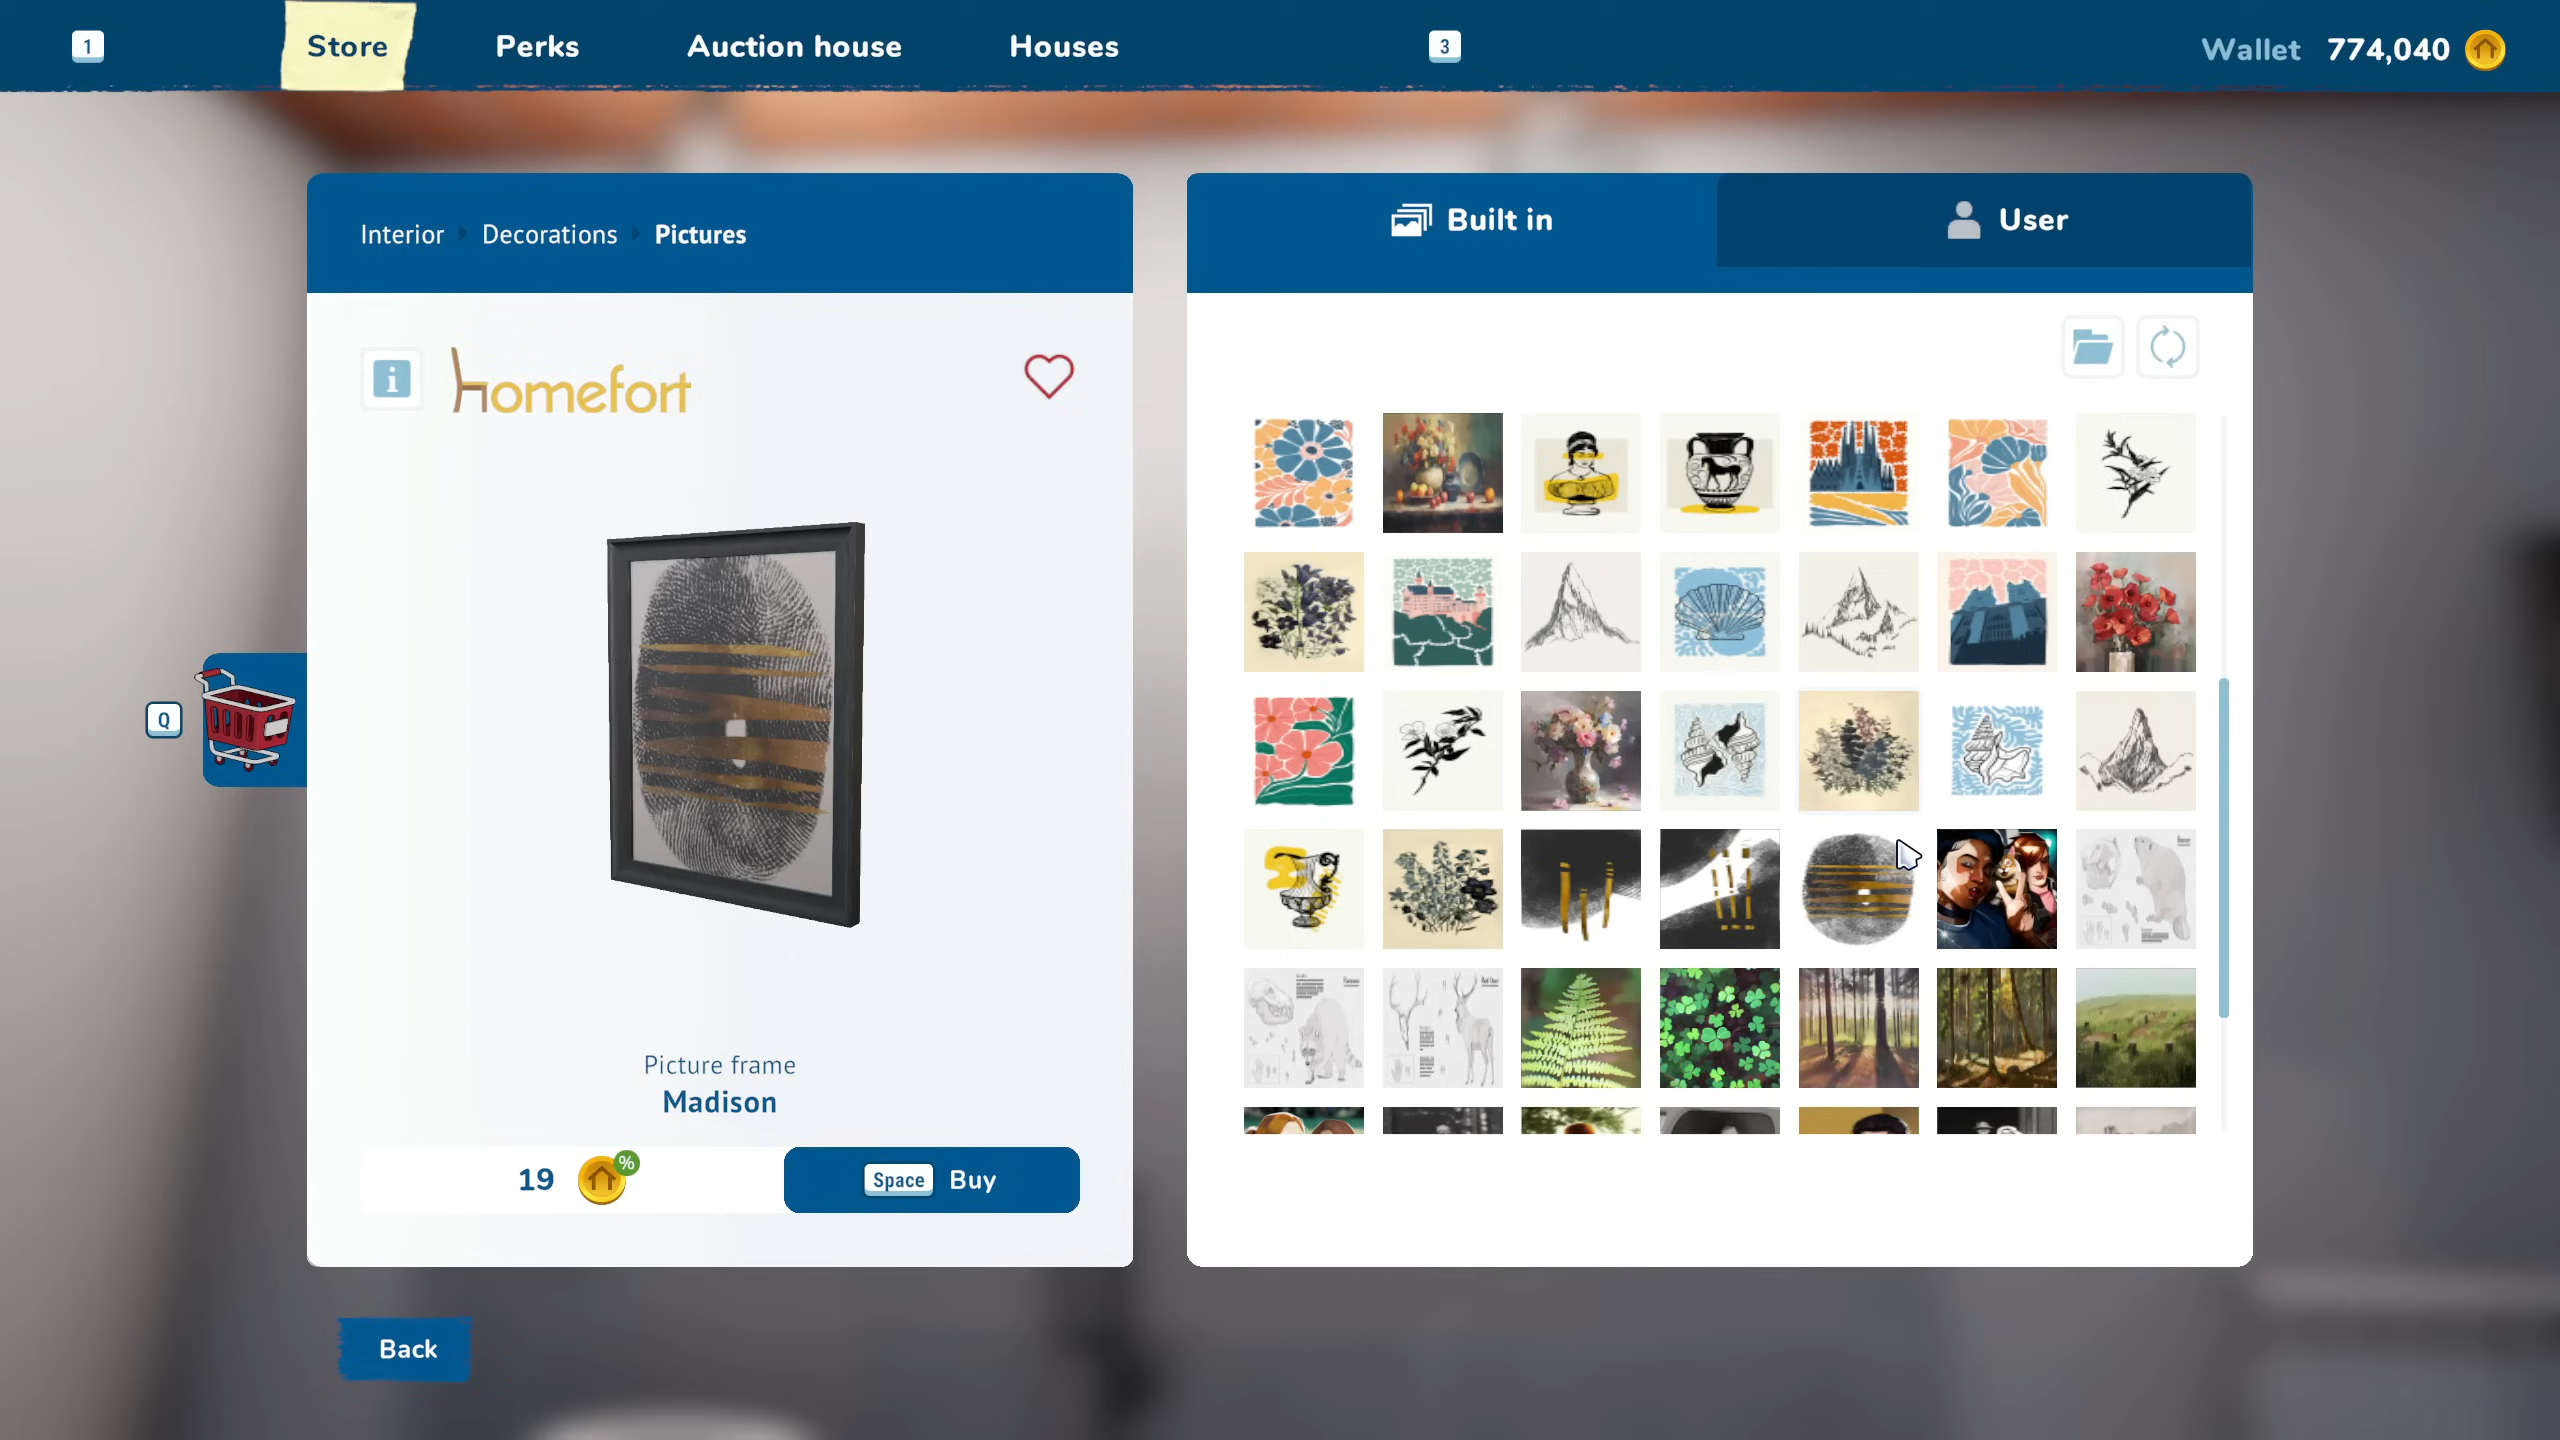 1
Store
Perks
Auction house
Houses
3
Wallet 774,040
Interior
Decorations
Pictures
Built in
User
i
homefort
Q
Picture frame
Madison
19
%
Space
Buy
Back